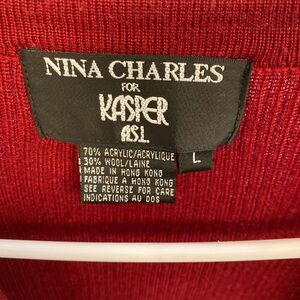 NINA CHARLES
FOR
KASPER
A.S.L.
70% ACRYLIC/ACRYLIQUE
30% WOOL/LAINE
MADE IN HONG KONG
FABRIQUE A HONG KONG
SEE REVERSE FOR CARE
INDICATIONS AU DOS
L